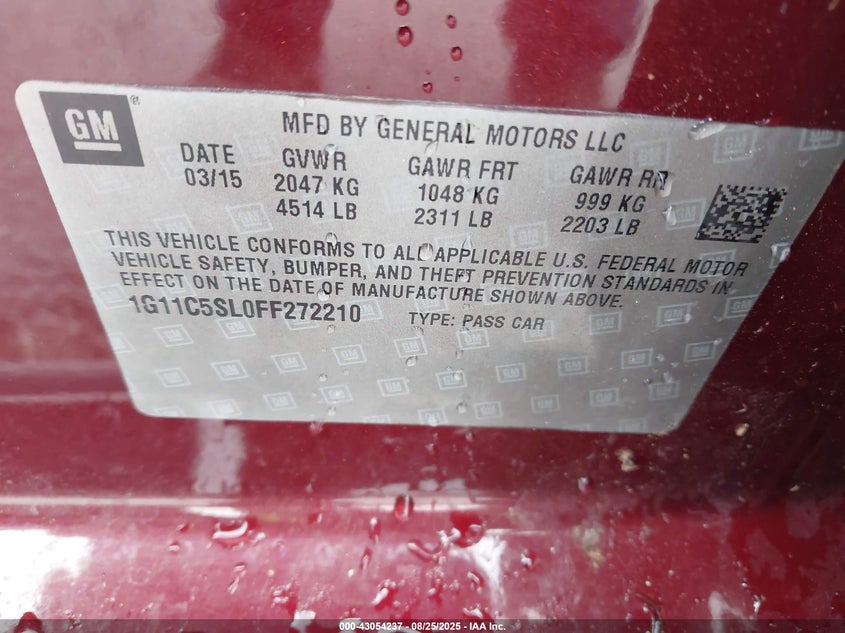 GM
MFD BY GENERAL MOTORS LLC
DATE GVWR GAWR FRT GAWR RR
03/15 2047 KG 1048 KG 999 KG
4514 LB 2311 LB 2203 LB
THIS VEHICLE CONFORMS TO ALL APPLICABLE U.S. FEDERAL MOTOR
VEHICLE SAFETY, BUMPER, AND THEFT PREVENTION STANDARDS IN
EFFECT ON THE DATE OF MANUFACTURE SHOWN ABOVE.
1G11C5SL0FF272210 TYPE: PASS CAR
000-43054237 - 08/25/2025 - IAA Inc.